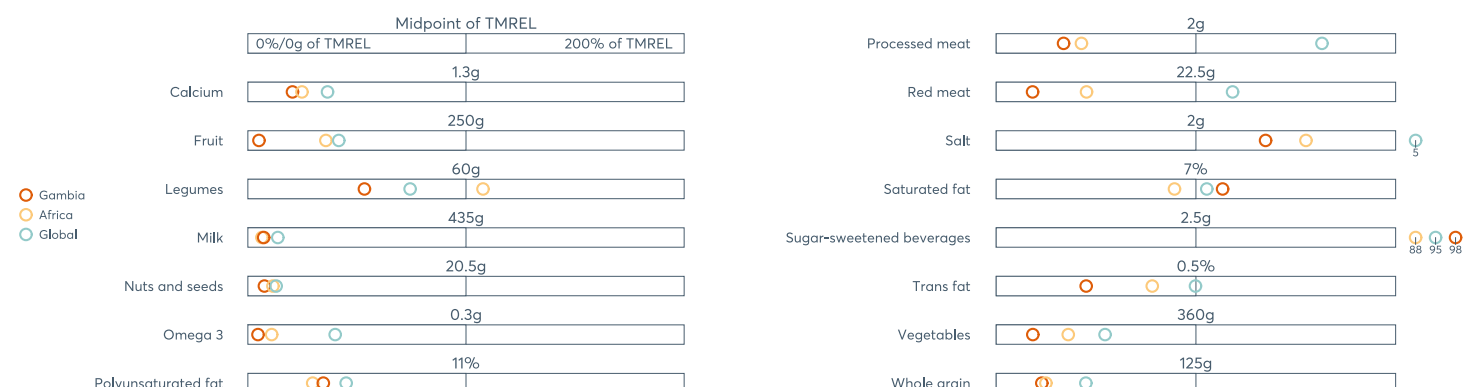 Midpoint of TMREL
0%/0g of TMREL 200% of TMREL
Calcium 1.3g
Fruit 250g
Legumes 60g
Milk 435g
Nuts and seeds 20.5g
Omega 3 0.3g
Polyunsaturated fat 11%
Gambia
Africa
Global
Processed meat 2g
Red meat 22.5g
Salt 2g
5
Saturated fat 7%
Sugar-sweetened beverages 2.5g
88 95 98
Trans fat 0.5%
Vegetables 360g
Whole grain 125g